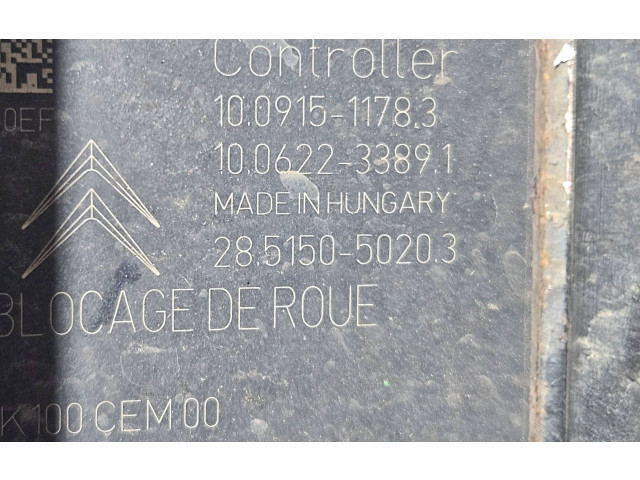 Controller
10.0915-1178.3
0EF
10.0622-3389.1
MADE IN HUNGARY
28.5150-5020.3
BLOCAGE DE ROUE
K 100 CEM 00